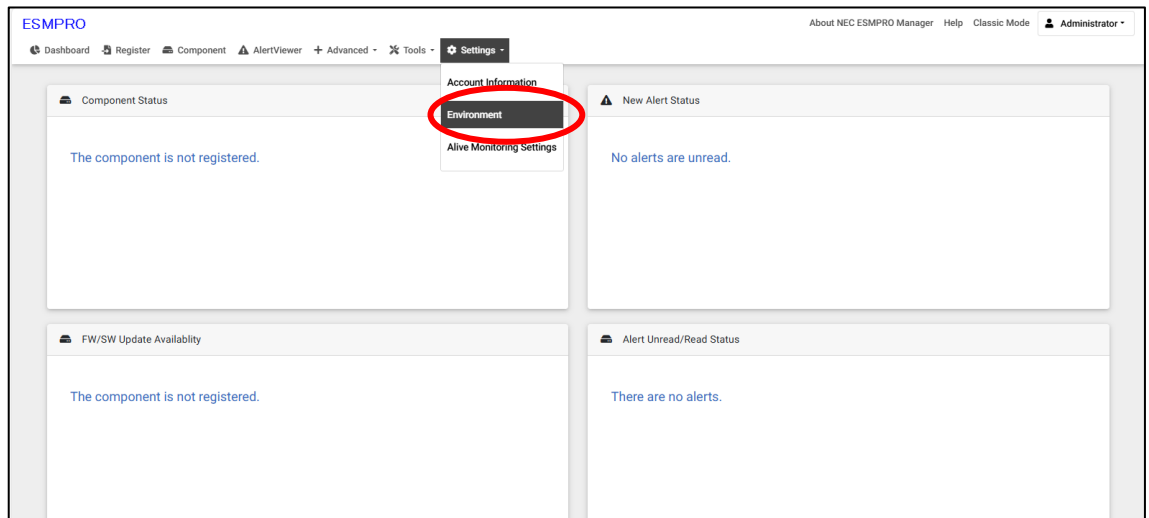 ESMPRO
About NEC ESMPRO Manager Help Classic Mode Administrator
Dashboard Register Component AlertViewer Advanced Tools Settings
Account Information
Environment
Alive Monitoring Settings
Component Status
The component is not registered.
New Alert Status
No alerts are unread.
FW/SW Update Availablity
The component is not registered.
Alert Unread/Read Status
There are no alerts.